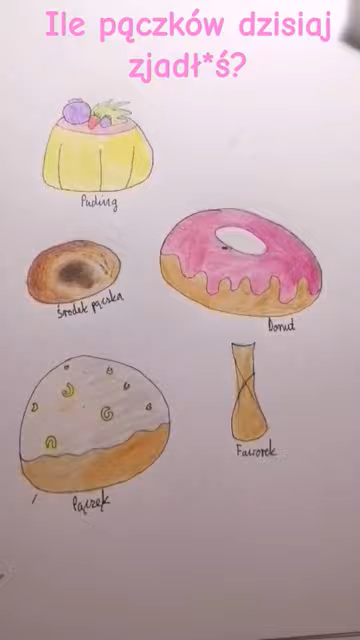 Ile pączków dzisiaj
zjadł*ś?
Puding
środek pączka
Donut
Faworek
Pączek